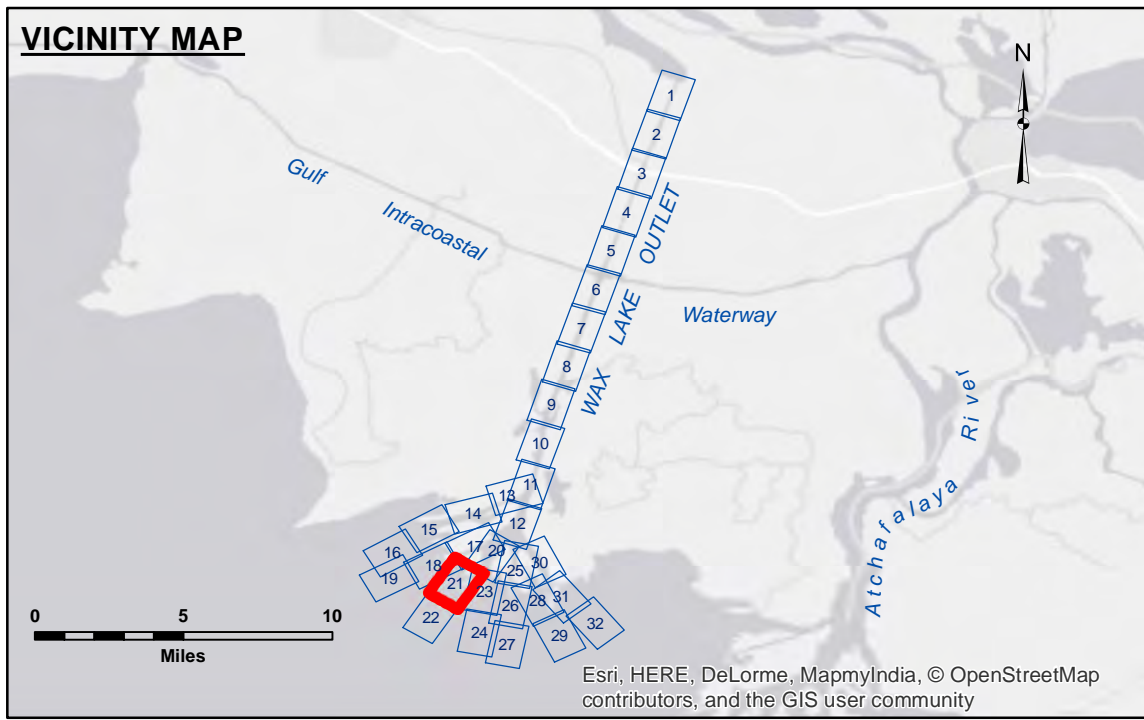 VICINITY MAP
N
1
2
3
4
5
6
7
8
9
10
11
12
13
14
15
16
17
18
19
20
21
22
23
24
25
26
27
28
29
30
31
32
Gulf
Intracoastal
Waterway
WAX LAKE OUTLET
Atchafalaya River
0 5 10
Miles
Esri, HERE, DeLorme, MapmyIndia, © OpenStreetMap
contributors, and the GIS user community